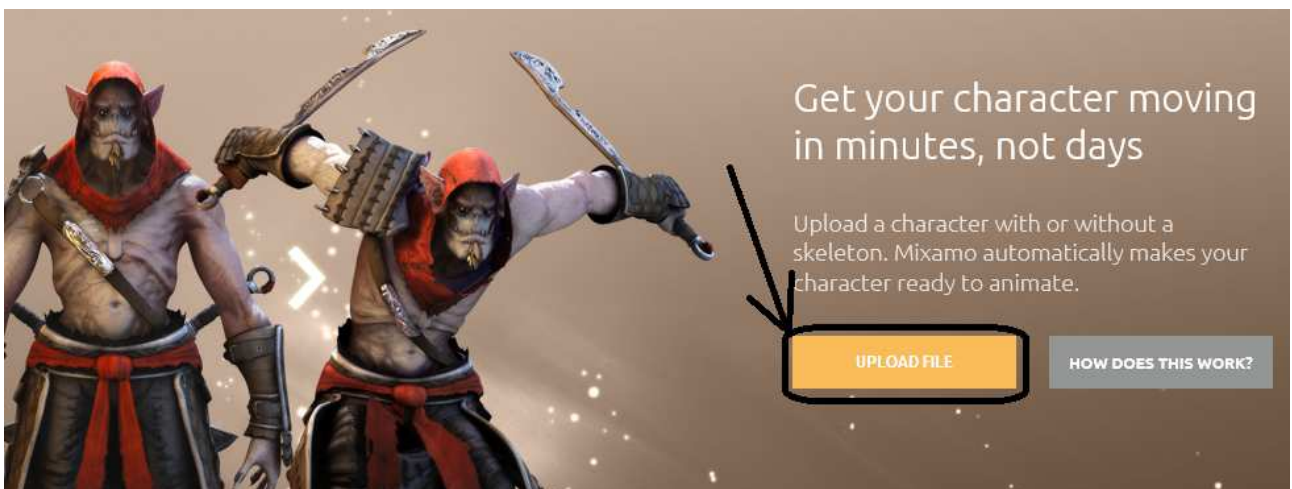 Get your character moving
in minutes, not days
Upload a character with or without a
skeleton. Mixamo automatically makes your
character ready to animate.
UPLOAD FILE
HOW DOES THIS WORK?